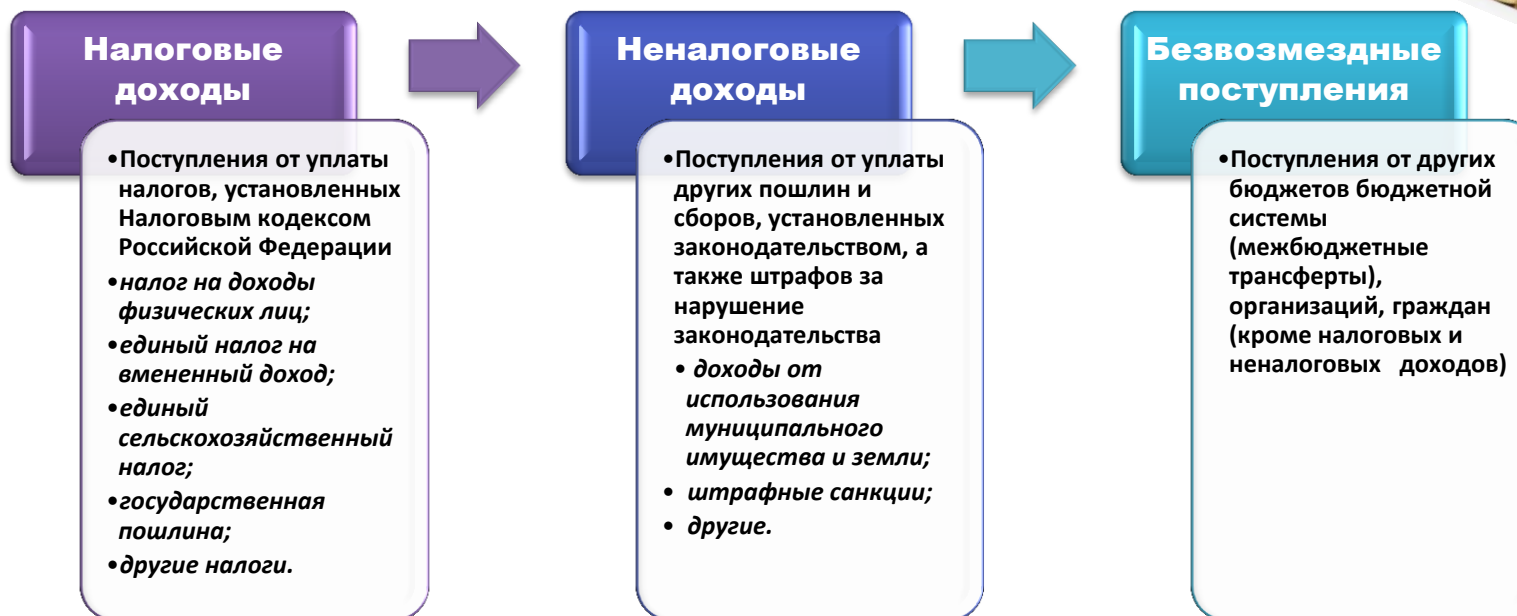 Налоговые
доходы
•Поступления от уплаты
налогов, установленных
Налоговым кодексом
Российской Федерации
•налог на доходы
физических лиц;
•единый налог на
вмененный доход;
•единый
сельскохозяйственный
налог;
•государственная
пошлина;
•другие налоги.
Неналоговые
доходы
•Поступления от уплаты
других пошлин и
сборов, установленных
законодательством, а
также штрафов за
нарушение
законодательства
• доходы от
использования
муниципального
имущества и земли;
• штрафные санкции;
• другие.
Безвозмездные
поступления
•Поступления от других
бюджетов бюджетной
системы
(межбюджетные
трансферты),
организаций, граждан
(кроме налоговых и
неналоговых доходов)